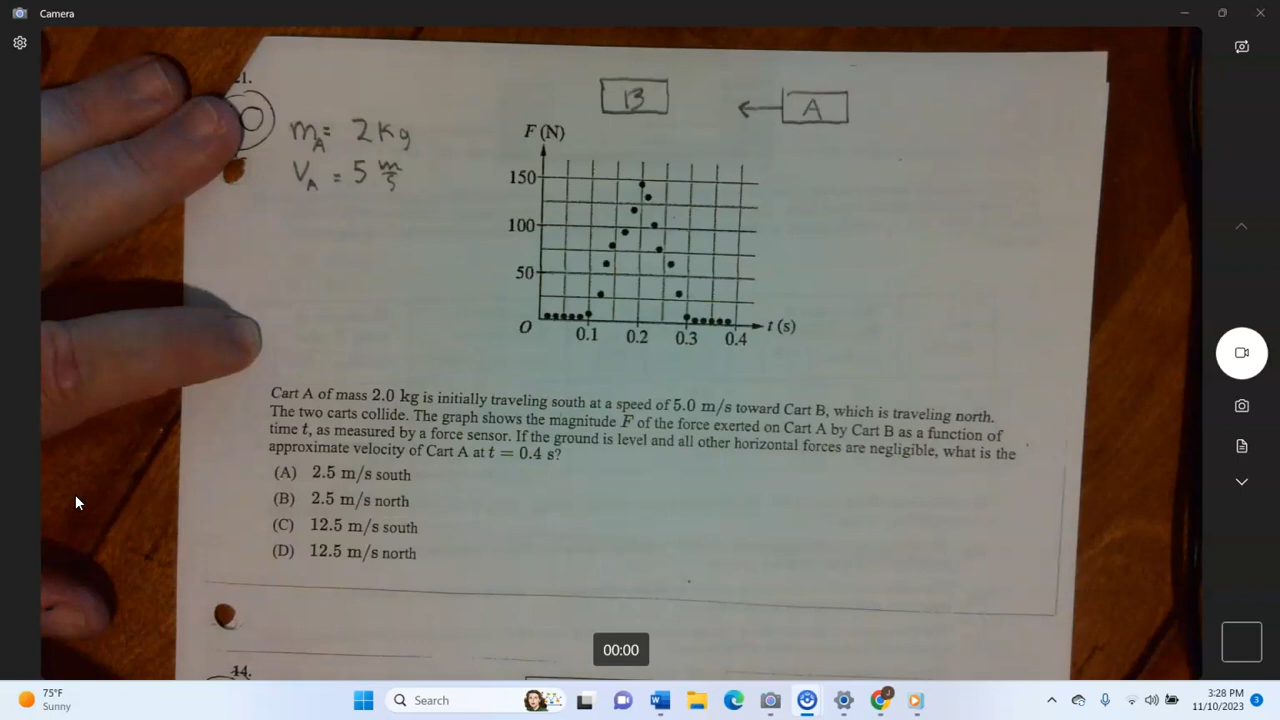 Camera
21.
B
A
m_A = 2 kg
V_A = 5 m/s
F (N)
150
100
50
O
0.1 0.2 0.3 0.4
t (s)
Cart A of mass 2.0 kg is initially traveling south at a speed of 5.0 m/s toward Cart B, which is traveling north.
The two carts collide. The graph shows the magnitude F of the force exerted on Cart A by Cart B as a function of
time t, as measured by a force sensor. If the ground is level and all other horizontal forces are negligible, what is the
approximate velocity of Cart A at t = 0.4 s?
(A) 2.5 m/s south
(B) 2.5 m/s north
(C) 12.5 m/s south
(D) 12.5 m/s north
00:00
14.
75°F
Sunny
Search
3:28 PM
11/10/2023
3